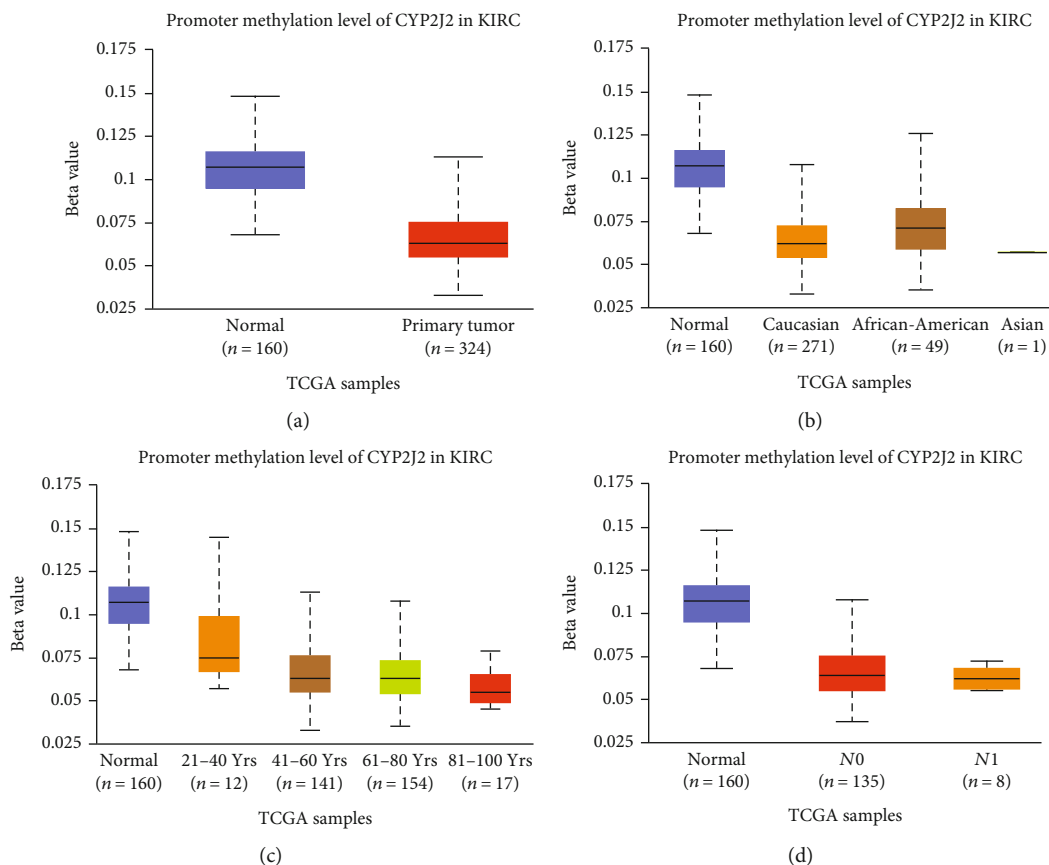 Promoter methylation level of CYP2J2 in KIRC
0.175
0.15
0.125
0.1
0.075
0.05
0.025
Beta value
Normal
(n = 160)
Primary tumor
(n = 324)
TCGA samples
(a)
Promoter methylation level of CYP2J2 in KIRC
0.175
0.15
0.125
0.1
0.075
0.05
0.025
Beta value
Normal
(n = 160)
Caucasian
(n = 271)
African-American
(n = 49)
Asian
(n = 1)
TCGA samples
(b)
Promoter methylation level of CYP2J2 in KIRC
0.175
0.15
0.125
0.1
0.075
0.05
0.025
Beta value
Normal
(n = 160)
21–40 Yrs
(n = 12)
41–60 Yrs
(n = 141)
61–80 Yrs
(n = 154)
81–100 Yrs
(n = 17)
TCGA samples
(c)
Promoter methylation level of CYP2J2 in KIRC
0.175
0.15
0.125
0.1
0.075
0.05
0.025
Beta value
Normal
(n = 160)
N0
(n = 135)
N1
(n = 8)
TCGA samples
(d)